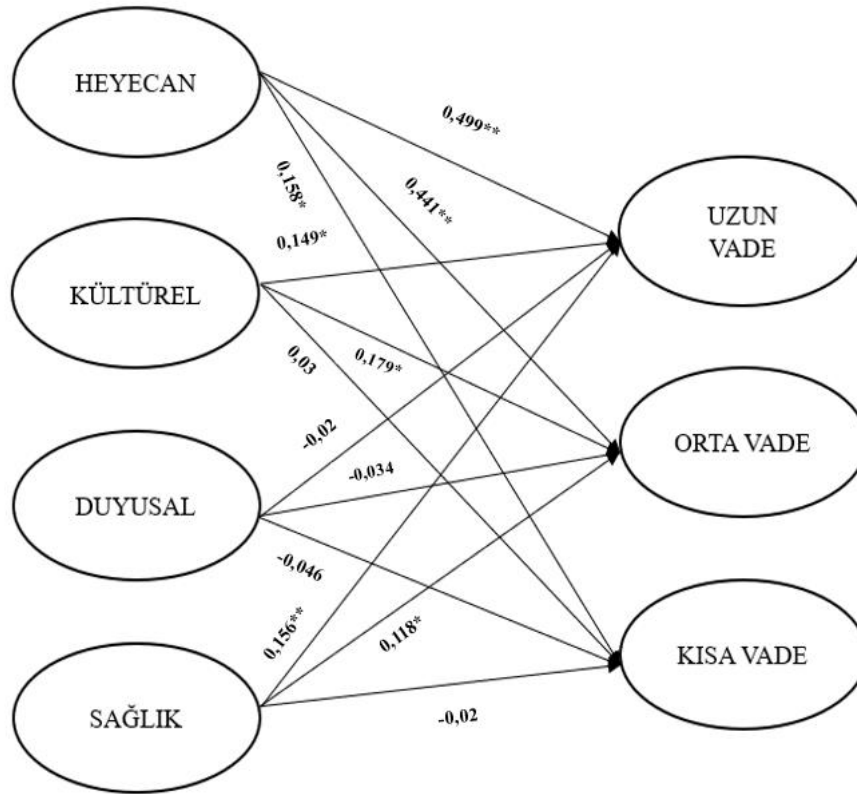 HEYECAN
0,499**
0,158*
0,441**
UZUN
VADE
0,149*
KÜLTÜREL
0,03
0,179*
-0,02
ORTA VADE
-0,034
DUYUSAL
-0,046
0,156**
0,118*
KISA VADE
SAĞLIK
-0,02